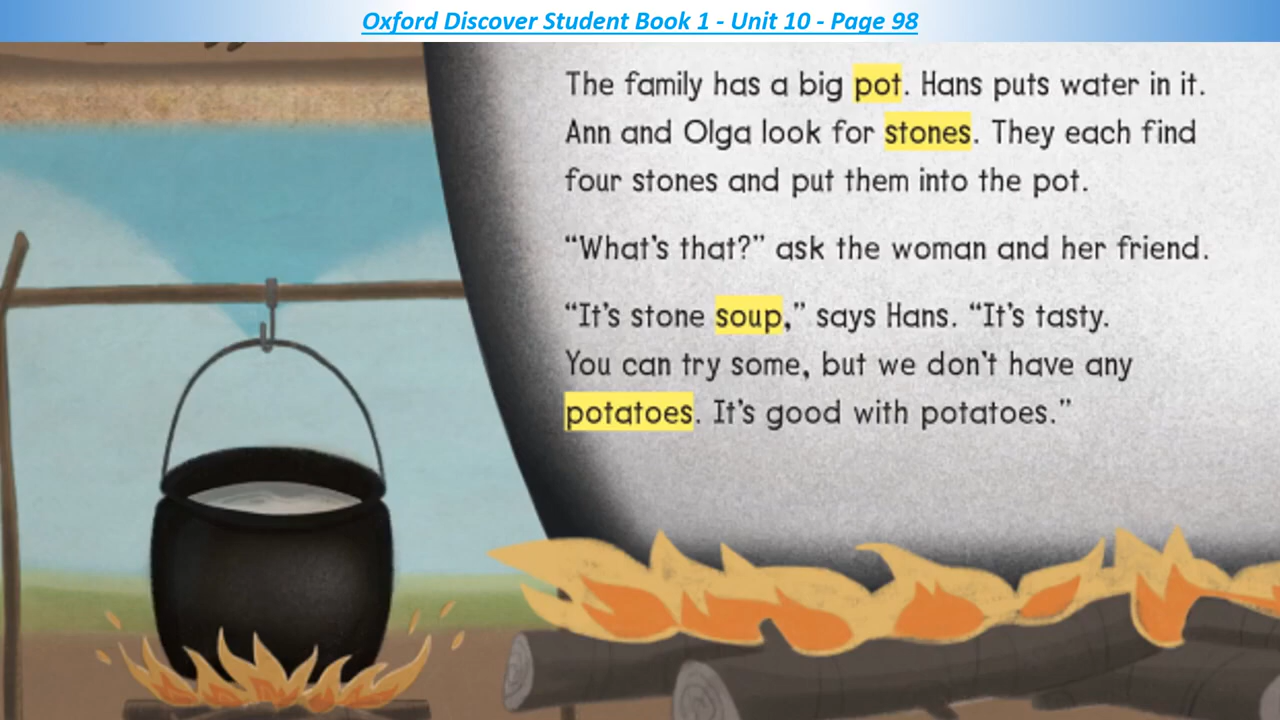 Oxford Discover Student Book 1 - Unit 10 - Page 98
The family has a big pot. Hans puts water in it.
Ann and Olga look for stones. They each find
four stones and put them into the pot.
“What’s that?” ask the woman and her friend.
“It’s stone soup,” says Hans. “It’s tasty.
You can try some, but we don’t have any
potatoes. It’s good with potatoes.”